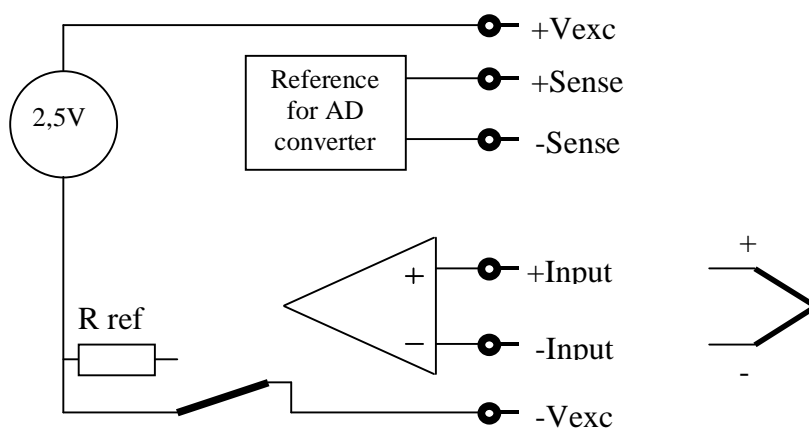 +Vexc
2,5V
Reference
for AD
converter
+Sense
-Sense
+
+Input
+
R ref
−
-Input
-
-Vexc